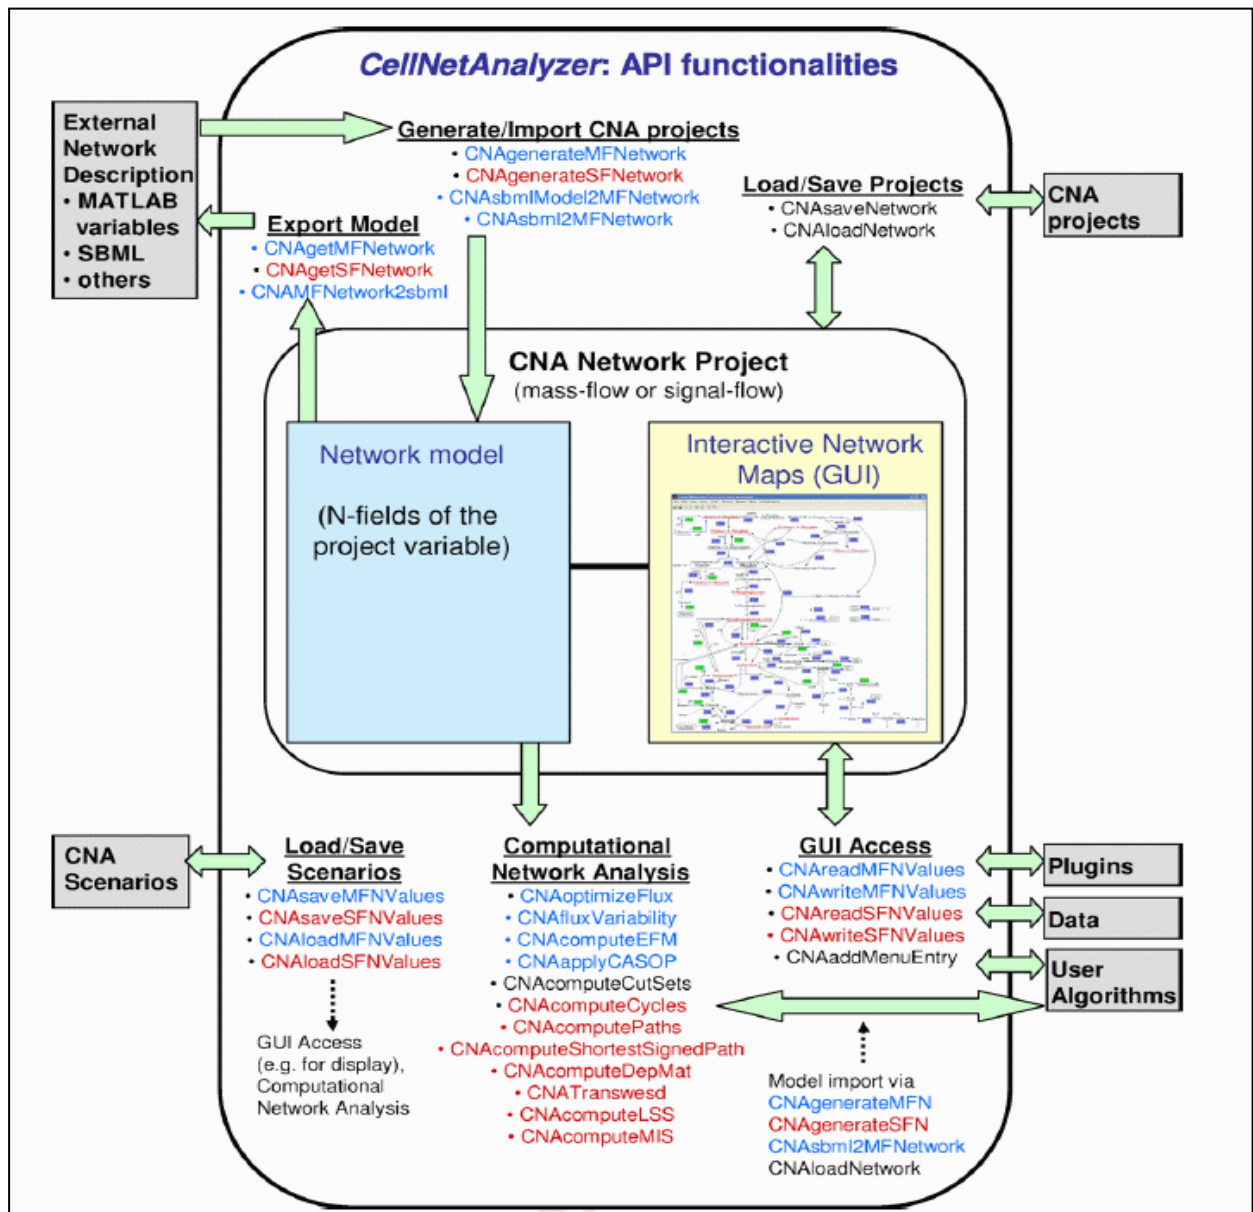 CellNetAnalyzer: API functionalities
External
Network
Description
• MATLAB
variables
• SBML
• others
Generate/Import CNA projects
• CNAgenerateMFNetwork
• CNAgenerateSFNetwork
• CNAsbmlModel2MFNetwork
• CNAsbml2MFNetwork
Export Model
• CNAgetMFNetwork
• CNAgetSFNetwork
• CNAMFNetwork2sbml
Load/Save Projects
• CNAsaveNetwork
• CNAloadNetwork
CNA
projects
CNA Network Project
(mass-flow or signal-flow)
Network model
(N-fields of the
project variable)
Interactive Network
Maps (GUI)
CNA
Scenarios
Load/Save
Scenarios
• CNAsaveMFNValues
• CNAsaveSFNValues
• CNAloadMFNValues
• CNAloadSFNValues
GUI Access
(e.g. for display),
Computational
Network Analysis
Computational
Network Analysis
• CNAoptimizeFlux
• CNAfluxVariability
• CNAcomputeEFM
• CNAapplyCASOP
• CNAcomputeCutSets
• CNAcomputeCycles
• CNAcomputePaths
• CNAcomputeShortestSignedPath
• CNAcomputeDepMat
• CNATranswesd
• CNAcomputeLSS
• CNAcomputeMIS
GUI Access
• CNAreadMFNValues
• CNAwriteMFNValues
• CNAreadSFNValues
• CNAwriteSFNValues
• CNAaddMenuEntry
Model import via
CNAgenerateMFN
CNAgenerateSFN
CNAsbml2MFNetwork
CNAloadNetwork
Plugins
Data
User
Algorithms